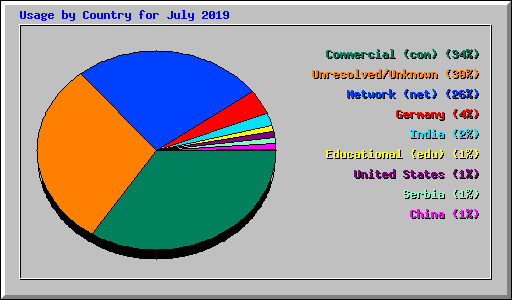 Usage by Country for July 2019
Commercial (com) (34%)
Unresolved/Unknown (30%)
Network (net) (26%)
Germany (4%)
India (2%)
Educational (edu) (1%)
United States (1%)
Serbia (1%)
China (1%)